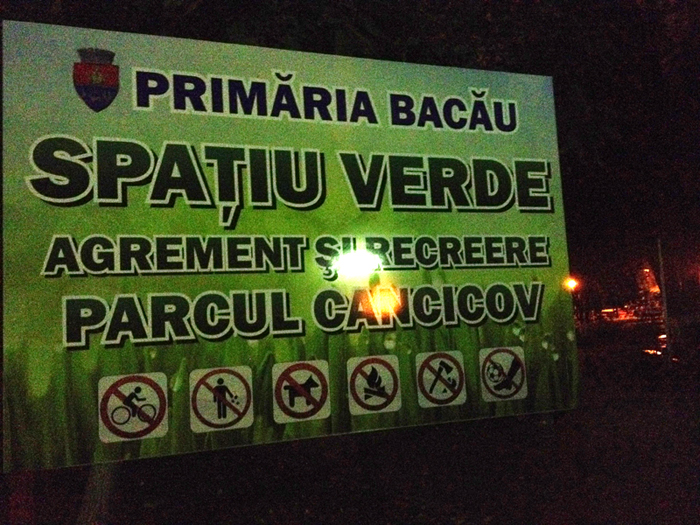 PRIMĂRIA BACĂU
SPAȚIU VERDE
AGREMENT ȘI RECREERE
PARCUL CANCICOV